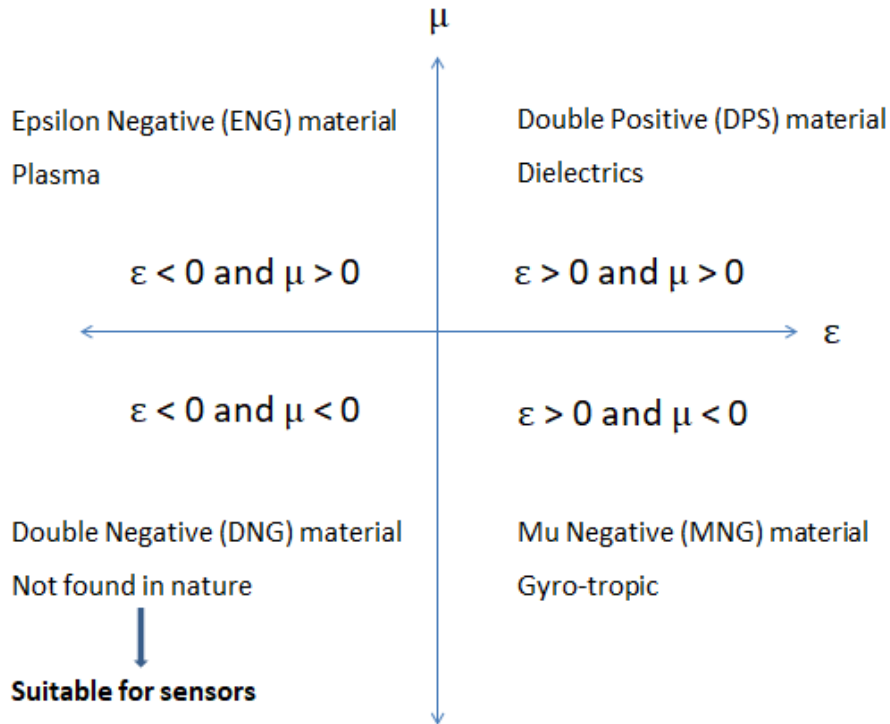 μ
Epsilon Negative (ENG) material
Plasma
Double Positive (DPS) material
Dielectrics
ε < 0 and μ > 0
ε > 0 and μ > 0
ε
ε < 0 and μ < 0
ε > 0 and μ < 0
Double Negative (DNG) material
Not found in nature
Suitable for sensors
Mu Negative (MNG) material
Gyro-tropic